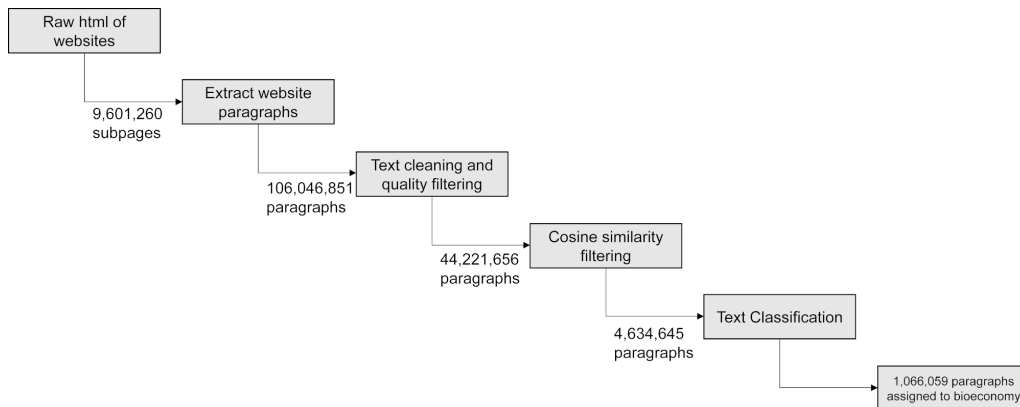 Raw html of
websites
9,601,260
subpages
Extract website
paragraphs
106,046,851
paragraphs
Text cleaning and
quality filtering
44,221,656
paragraphs
Cosine similarity
filtering
4,634,645
paragraphs
Text Classification
1,066,059 paragraphs
assigned to bioeconomy